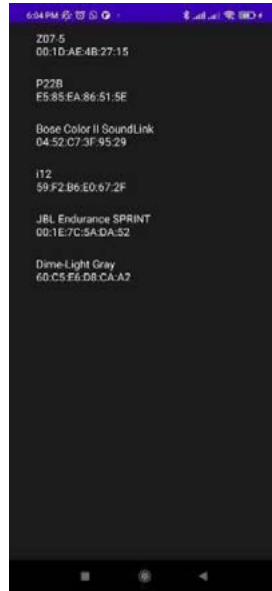 6:04 PM
Z07-5
00:1D:AE:4B:27:15
P22B
E5:85:EA:86:51:5E
Bose Color II SoundLink
04:52:C7:3F:95:29
i12
59:F2:B6:E0:67:2F
JBL Endurance SPRINT
00:1E:7C:5A:DA:52
Dime-Light Gray
60:C5:E6:D8:CA:A2